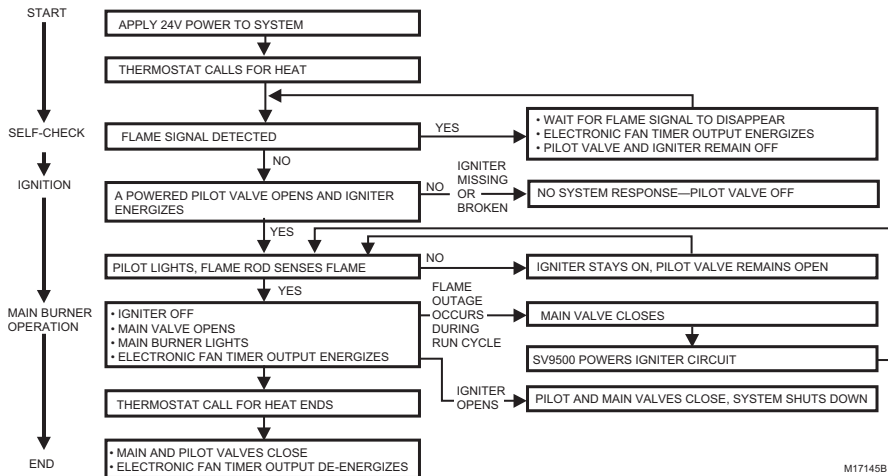 START
APPLY 24V POWER TO SYSTEM
THERMOSTAT CALLS FOR HEAT
SELF-CHECK
FLAME SIGNAL DETECTED
YES
• WAIT FOR FLAME SIGNAL TO DISAPPEAR
• ELECTRONIC FAN TIMER OUTPUT ENERGIZES
• PILOT VALVE AND IGNITER REMAIN OFF
NO
IGNITION
A POWERED PILOT VALVE OPENS AND IGNITER
ENERGIZES
NO
IGNITER
MISSING
OR
BROKEN
NO SYSTEM RESPONSE—PILOT VALVE OFF
YES
PILOT LIGHTS, FLAME ROD SENSES FLAME
NO
IGNITER STAYS ON, PILOT VALVE REMAINS OPEN
YES
MAIN BURNER
OPERATION
• IGNITER OFF
• MAIN VALVE OPENS
• MAIN BURNER LIGHTS
• ELECTRONIC FAN TIMER OUTPUT ENERGIZES
FLAME
OUTAGE
OCCURS
DURING
RUN CYCLE
MAIN VALVE CLOSES
SV9500 POWERS IGNITER CIRCUIT
IGNITER
OPENS
PILOT AND MAIN VALVES CLOSE, SYSTEM SHUTS DOWN
THERMOSTAT CALL FOR HEAT ENDS
END
• MAIN AND PILOT VALVES CLOSE
• ELECTRONIC FAN TIMER OUTPUT DE-ENERGIZES
M17145B